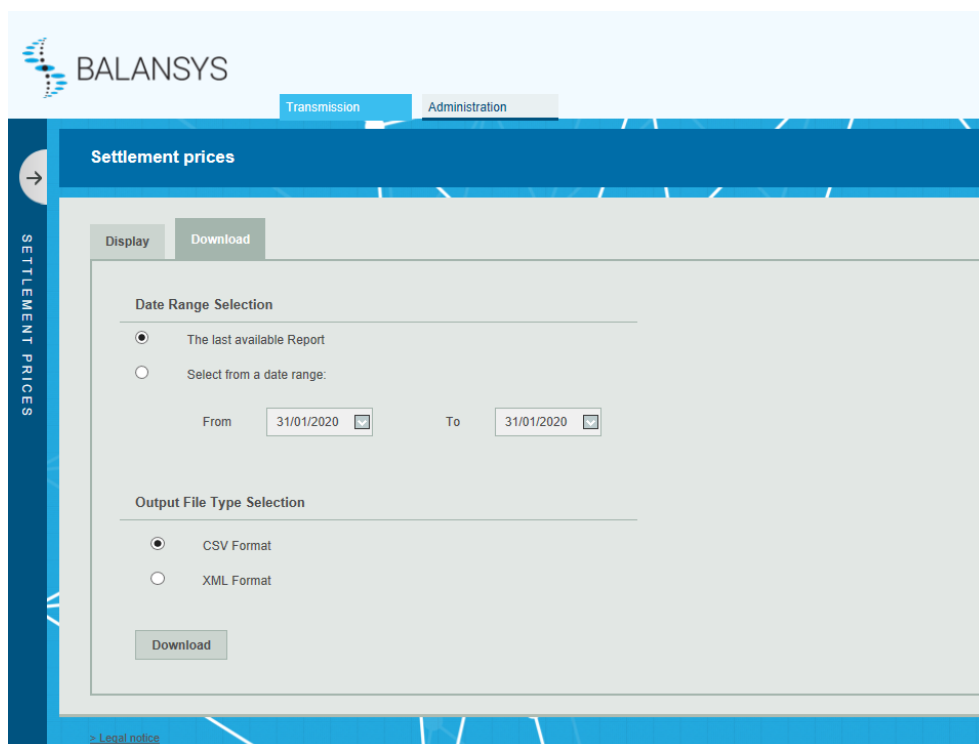 BALANSYS
Transmission
Administration
Settlement prices
SETTLEMENT PRICES
Display
Download
Date Range Selection
The last available Report
Select from a date range:
From 31/01/2020 To 31/01/2020
Output File Type Selection
CSV Format
XML Format
Download
> Legal notice